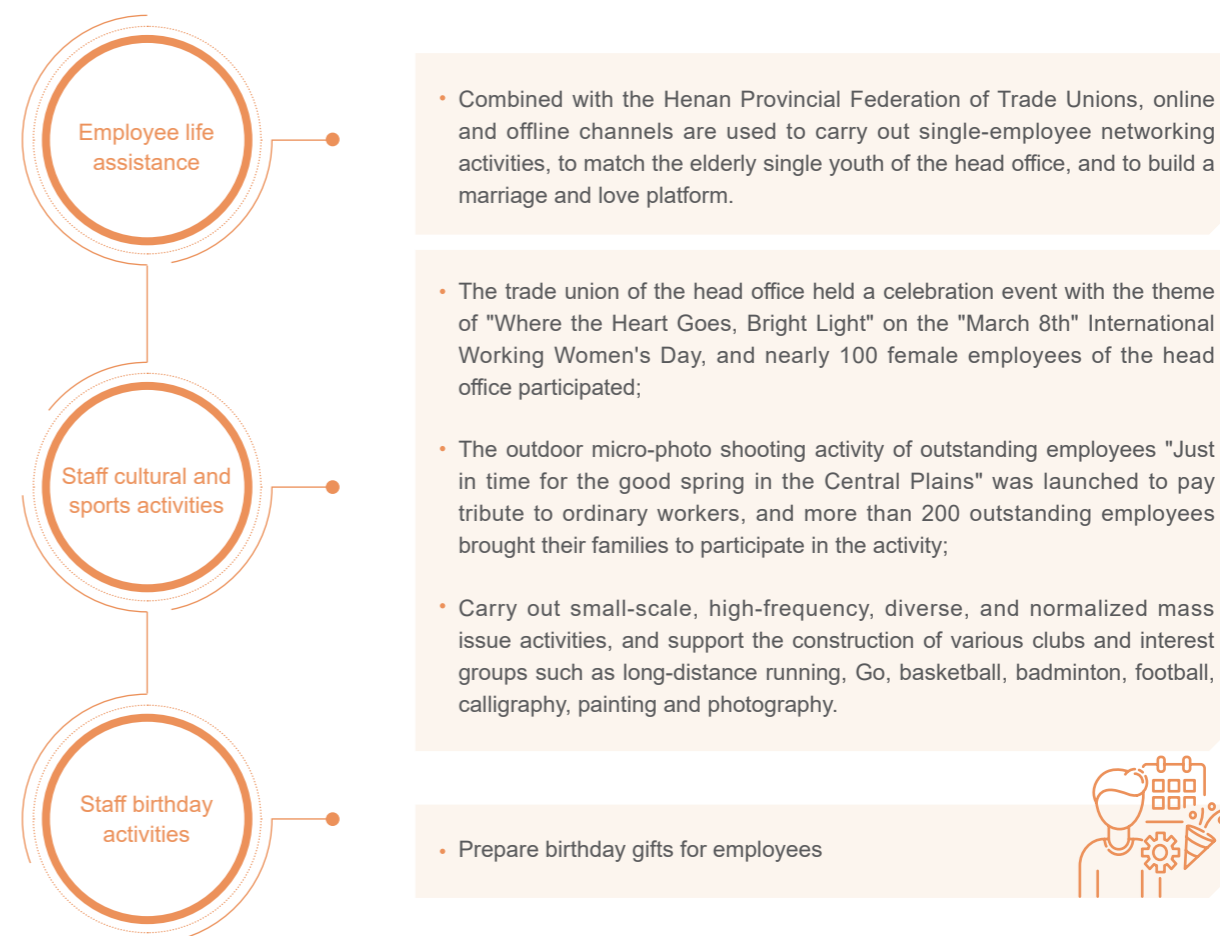 Employee life
assistance
• Combined with the Henan Provincial Federation of Trade Unions, online
and offline channels are used to carry out single-employee networking
activities, to match the elderly single youth of the head office, and to build a
marriage and love platform.
Staff cultural and
sports activities
• The trade union of the head office held a celebration event with the theme
of "Where the Heart Goes, Bright Light" on the "March 8th" International
Working Women's Day, and nearly 100 female employees of the head
office participated;
• The outdoor micro-photo shooting activity of outstanding employees "Just
in time for the good spring in the Central Plains" was launched to pay
tribute to ordinary workers, and more than 200 outstanding employees
brought their families to participate in the activity;
• Carry out small-scale, high-frequency, diverse, and normalized mass
issue activities, and support the construction of various clubs and interest
groups such as long-distance running, Go, basketball, badminton, football,
calligraphy, painting and photography.
Staff birthday
activities
• Prepare birthday gifts for employees